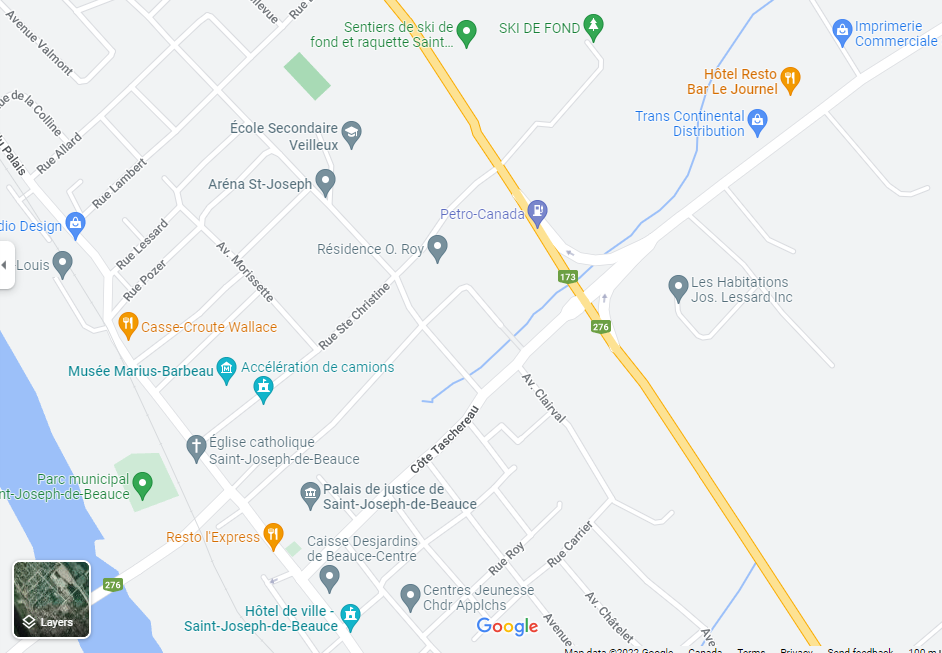 Rue
Bellevue
Avenue Valmont
Sentiers de ski de
fond et raquette Saint...
SKI DE FOND
Imprimerie
Commerciale
Hôtel Resto
Bar Le Journel
Trans Continental
Distribution
Rue de la Colline
du Palais
Rue Allard
École Secondaire
Veilleux
Rue Lambert
Aréna St-Joseph
Petro-Canada
dio Design
Rue Lessard
Résidence O. Roy
Louis
Rue Pozer
Av. Morissette
173
Les Habitations
Jos. Lessard Inc
Rue Ste Christine
Casse-Croute Wallace
276
Musée Marius-Barbeau
Accélération de camions
Av. Clairval
Côte Taschereau
Église catholique
Saint-Joseph-de-Beauce
Parc municipal
nt-Joseph-de-Beauce
Palais de justice de
Saint-Joseph-de-Beauce
Resto l'Express
Caisse Desjardins
de Beauce-Centre
Rue Roy
Rue Carrier
276
Centres Jeunesse
Chdr Applchs
Layers
Hôtel de ville -
Saint-Joseph-de-Beauce
Google
Avenue
Av. Châtelet
Ave
Map data ©2022 Google Canada Terms Privacy Send feedback 100 m